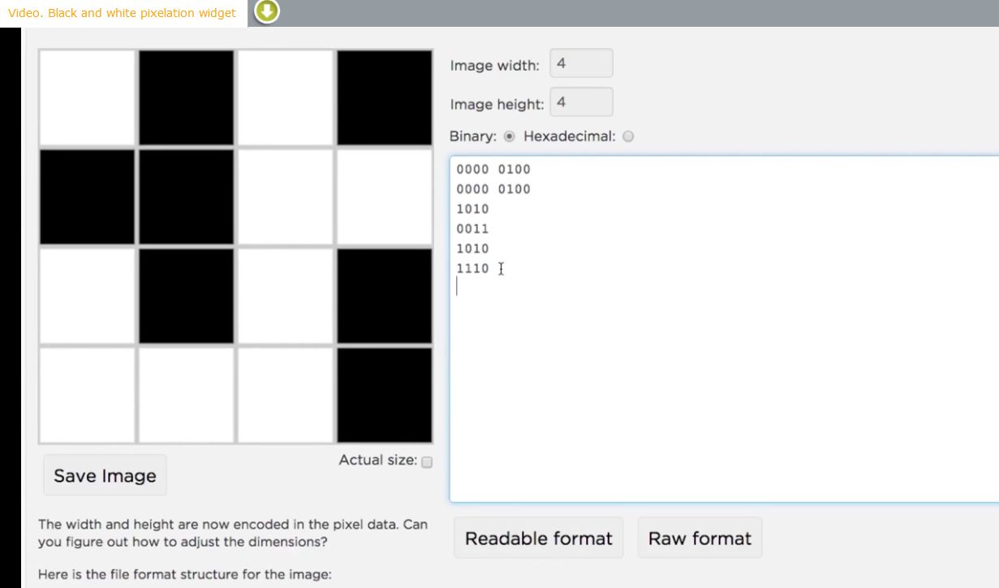 Video. Black and white pixelation widget
Image width: 4
Image height: 4
Binary: Hexadecimal:
0000 0100
0000 0100
1010
0011
1010
1110
Actual size:
Save Image
The width and height are now encoded in the pixel data. Can
you figure out how to adjust the dimensions?
Readable format Raw format
Here is the file format structure for the image: